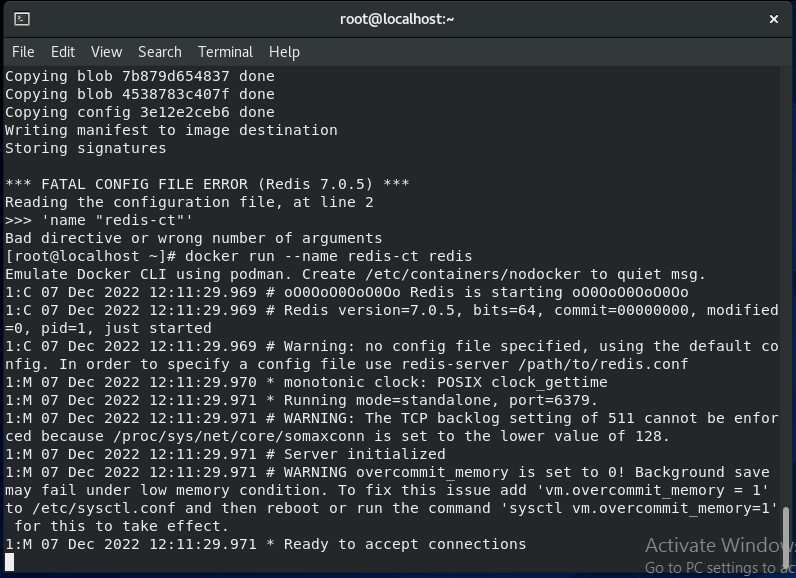 root@localhost:~
File Edit View Search Terminal Help
Copying blob 7b879d654837 done
Copying blob 4538783c407f done
Copying config 3e12e2ceb6 done
Writing manifest to image destination
Storing signatures
*** FATAL CONFIG FILE ERROR (Redis 7.0.5) ***
Reading the configuration file, at line 2
>>> 'name "redis-ct"'
Bad directive or wrong number of arguments
[root@localhost ~]# docker run --name redis-ct redis
Emulate Docker CLI using podman. Create /etc/containers/nodocker to quiet msg.
1:C 07 Dec 2022 12:11:29.969 # oO0OoO0OoO0Oo Redis is starting oO0OoO0OoO0Oo
1:C 07 Dec 2022 12:11:29.969 # Redis version=7.0.5, bits=64, commit=00000000, modified
=0, pid=1, just started
1:C 07 Dec 2022 12:11:29.969 # Warning: no config file specified, using the default co
nfig. In order to specify a config file use redis-server /path/to/redis.conf
1:M 07 Dec 2022 12:11:29.970 * monotonic clock: POSIX clock_gettime
1:M 07 Dec 2022 12:11:29.971 * Running mode=standalone, port=6379.
1:M 07 Dec 2022 12:11:29.971 # WARNING: The TCP backlog setting of 511 cannot be enfor
ced because /proc/sys/net/core/somaxconn is set to the lower value of 128.
1:M 07 Dec 2022 12:11:29.971 # Server initialized
1:M 07 Dec 2022 12:11:29.971 # WARNING overcommit_memory is set to 0! Background save
may fail under low memory condition. To fix this issue add 'vm.overcommit_memory = 1'
to /etc/sysctl.conf and then reboot or run the command 'sysctl vm.overcommit_memory=1'
for this to take effect.
1:M 07 Dec 2022 12:11:29.971 * Ready to accept connections
Activate Window
Go to PC settings to ac